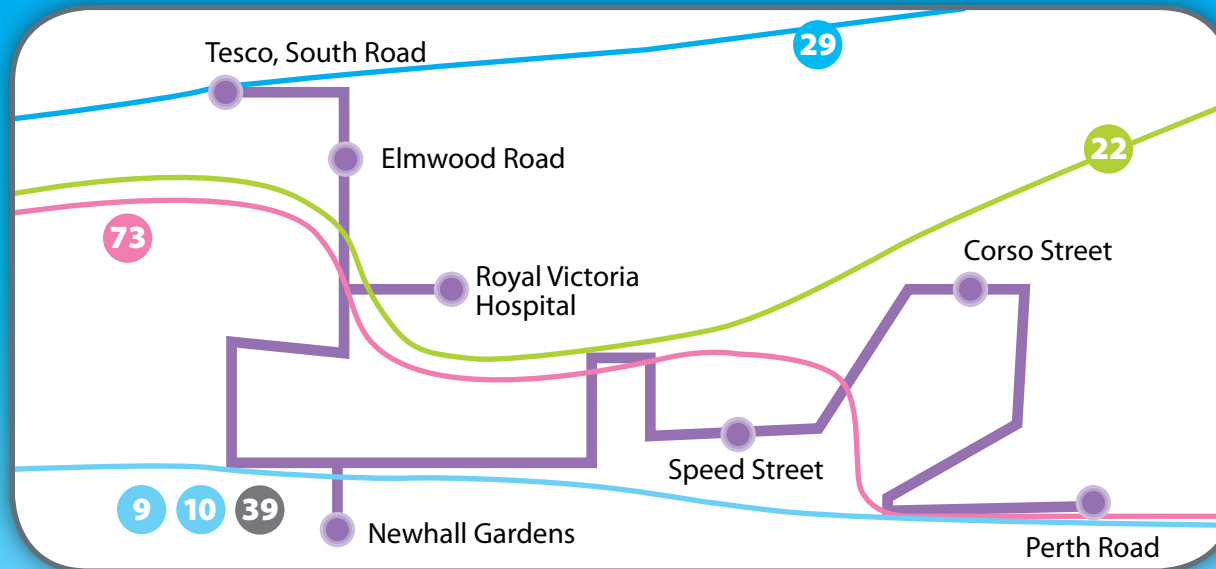 29
Tesco, South Road
22
Elmwood Road
73
Corso Street
Royal Victoria
Hospital
Speed Street
9 10 39
Newhall Gardens
Perth Road